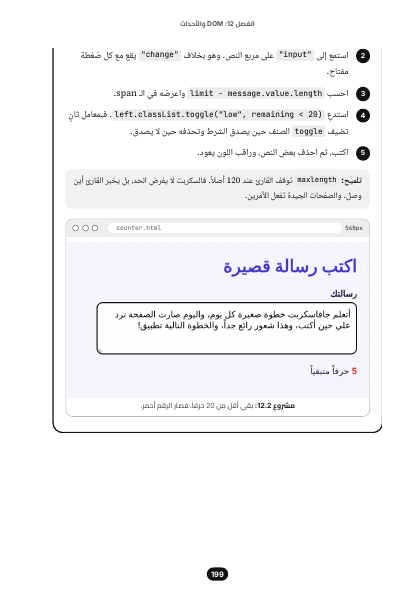 الفصل 12: DOM والأحداث
2 استمع إلى "input" على مربع النص. وهو بخلاف "change" يقع مع كل ضغطة
مفتاح.
3 احسب limit - message.value.length واعرضه في الـ span.
4 استدعِ left.classList.toggle("low", remaining < 20). فبمعامل ثانٍ
تضيف toggle الصنف حين يصدق الشرط وتحذفه حين لا يصدق.
5 اكتب، ثم احذف بعض النص، وراقب اللون يعود.
تلميح: maxlength توقف القارئ عند 120 أصلاً. فالسكربت لا يفرض الحد، بل يخبر القارئ أين
وصل. والصفحات الجيدة تفعل الأمرين.
counter.html 560px
اكتب رسالة قصيرة
رسالتك
أتعلم جافاسكربت خطوة صغيرة كل يوم، واليوم صارت الصفحة ترد
علي حين أكتب، وهذا شعور رائع جداً، والخطوة التالية تطبيق!
5 حرفاً متبقياً
مشروع 12.2: بقي أقل من 20 حرفاً، فصار الرقم أحمر.
199